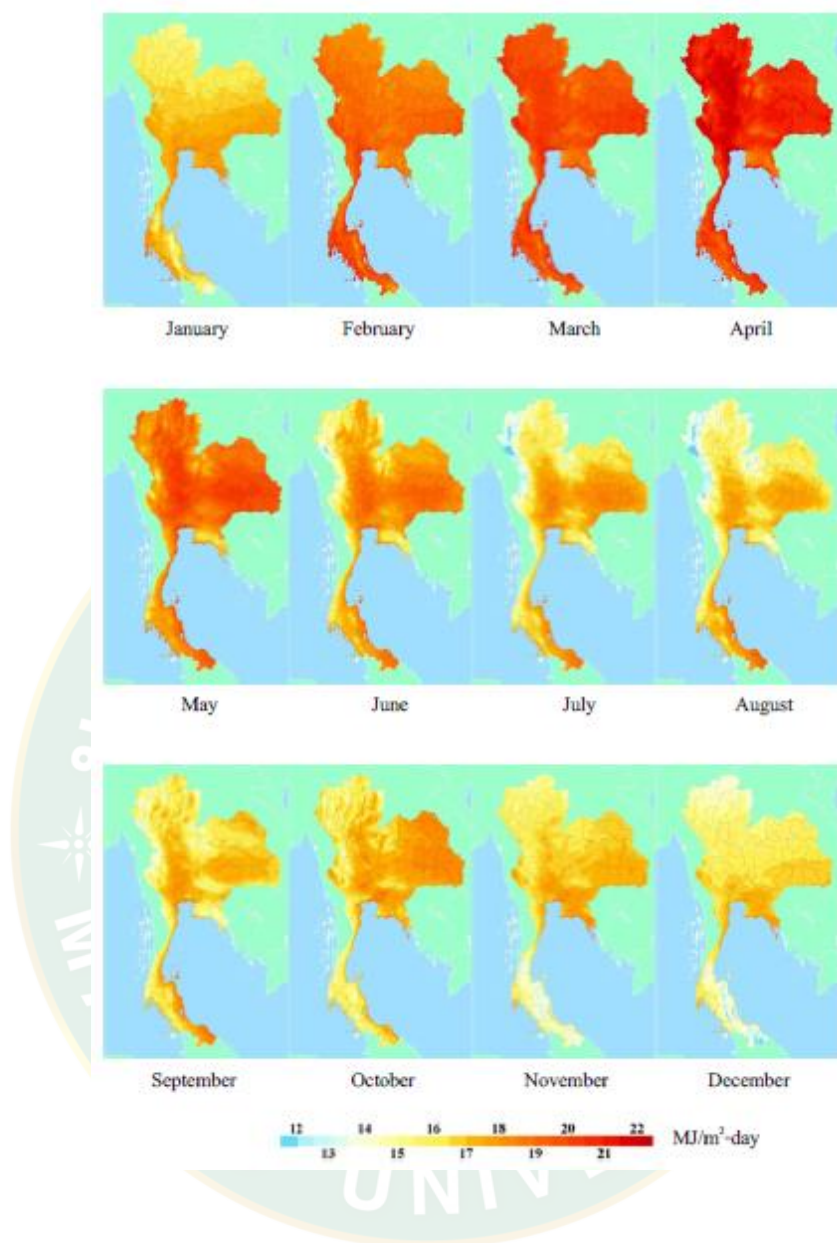 January February March April
May June July August
September October November December
12 14 16 18 20 22
MJ/m²-day
13 15 17 19 21
UNIV